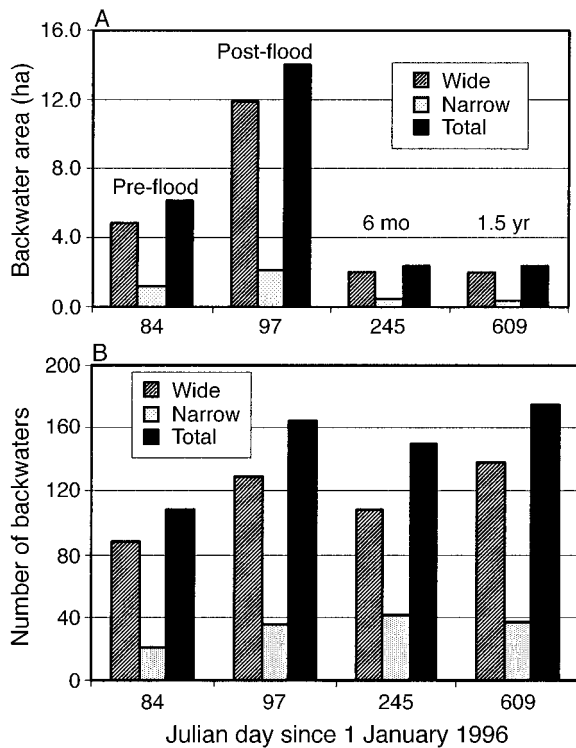 A
16.0
12.0
8.0
4.0
0.0
Backwater area (ha)
Pre-flood
Post-flood
6 mo
1.5 yr
Wide
Narrow
Total
84 97 245 609
B
200
160
120
80
40
0
Number of backwaters
Wide
Narrow
Total
84 97 245 609
Julian day since 1 January 1996